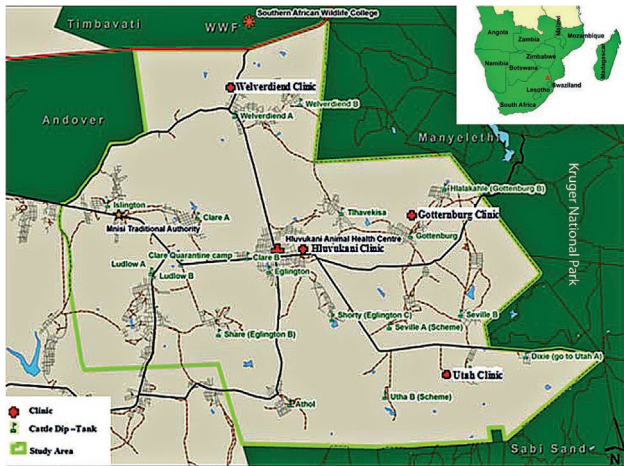 Timbavati
WWF
Southern African Wildlife College
Angola
Zambia
Malawi
Mozambique
Zimbabwe
Namibia
Botswana
Madagascar
Swaziland
Lesotho
South Africa
Andover
Welverdiend Clinic
Welverdiend A
Welverdiend B
Manyelethi
Kruger National Park
Islington
Mnisi Traditional Authority
Clare A
Tlhavekisa
Hlalakahle (Gottenburg B)
Gotternburg Clinic
Gottenburg
Hluvukani Animal Health Centre
Hluvukani Clinic
Clare Quarantine camp
Clare B
Eglington
Ludlow A
Ludlow B
Shorty (Eglington C)
Seville B
Seville A (Scheme)
Share (Eglington B)
Dixie (go to Utah A)
Utah Clinic
Utha B (Scheme)
Athol
Clinic
Cattle Dip –Tank
Study Area
Sabi Sand
N